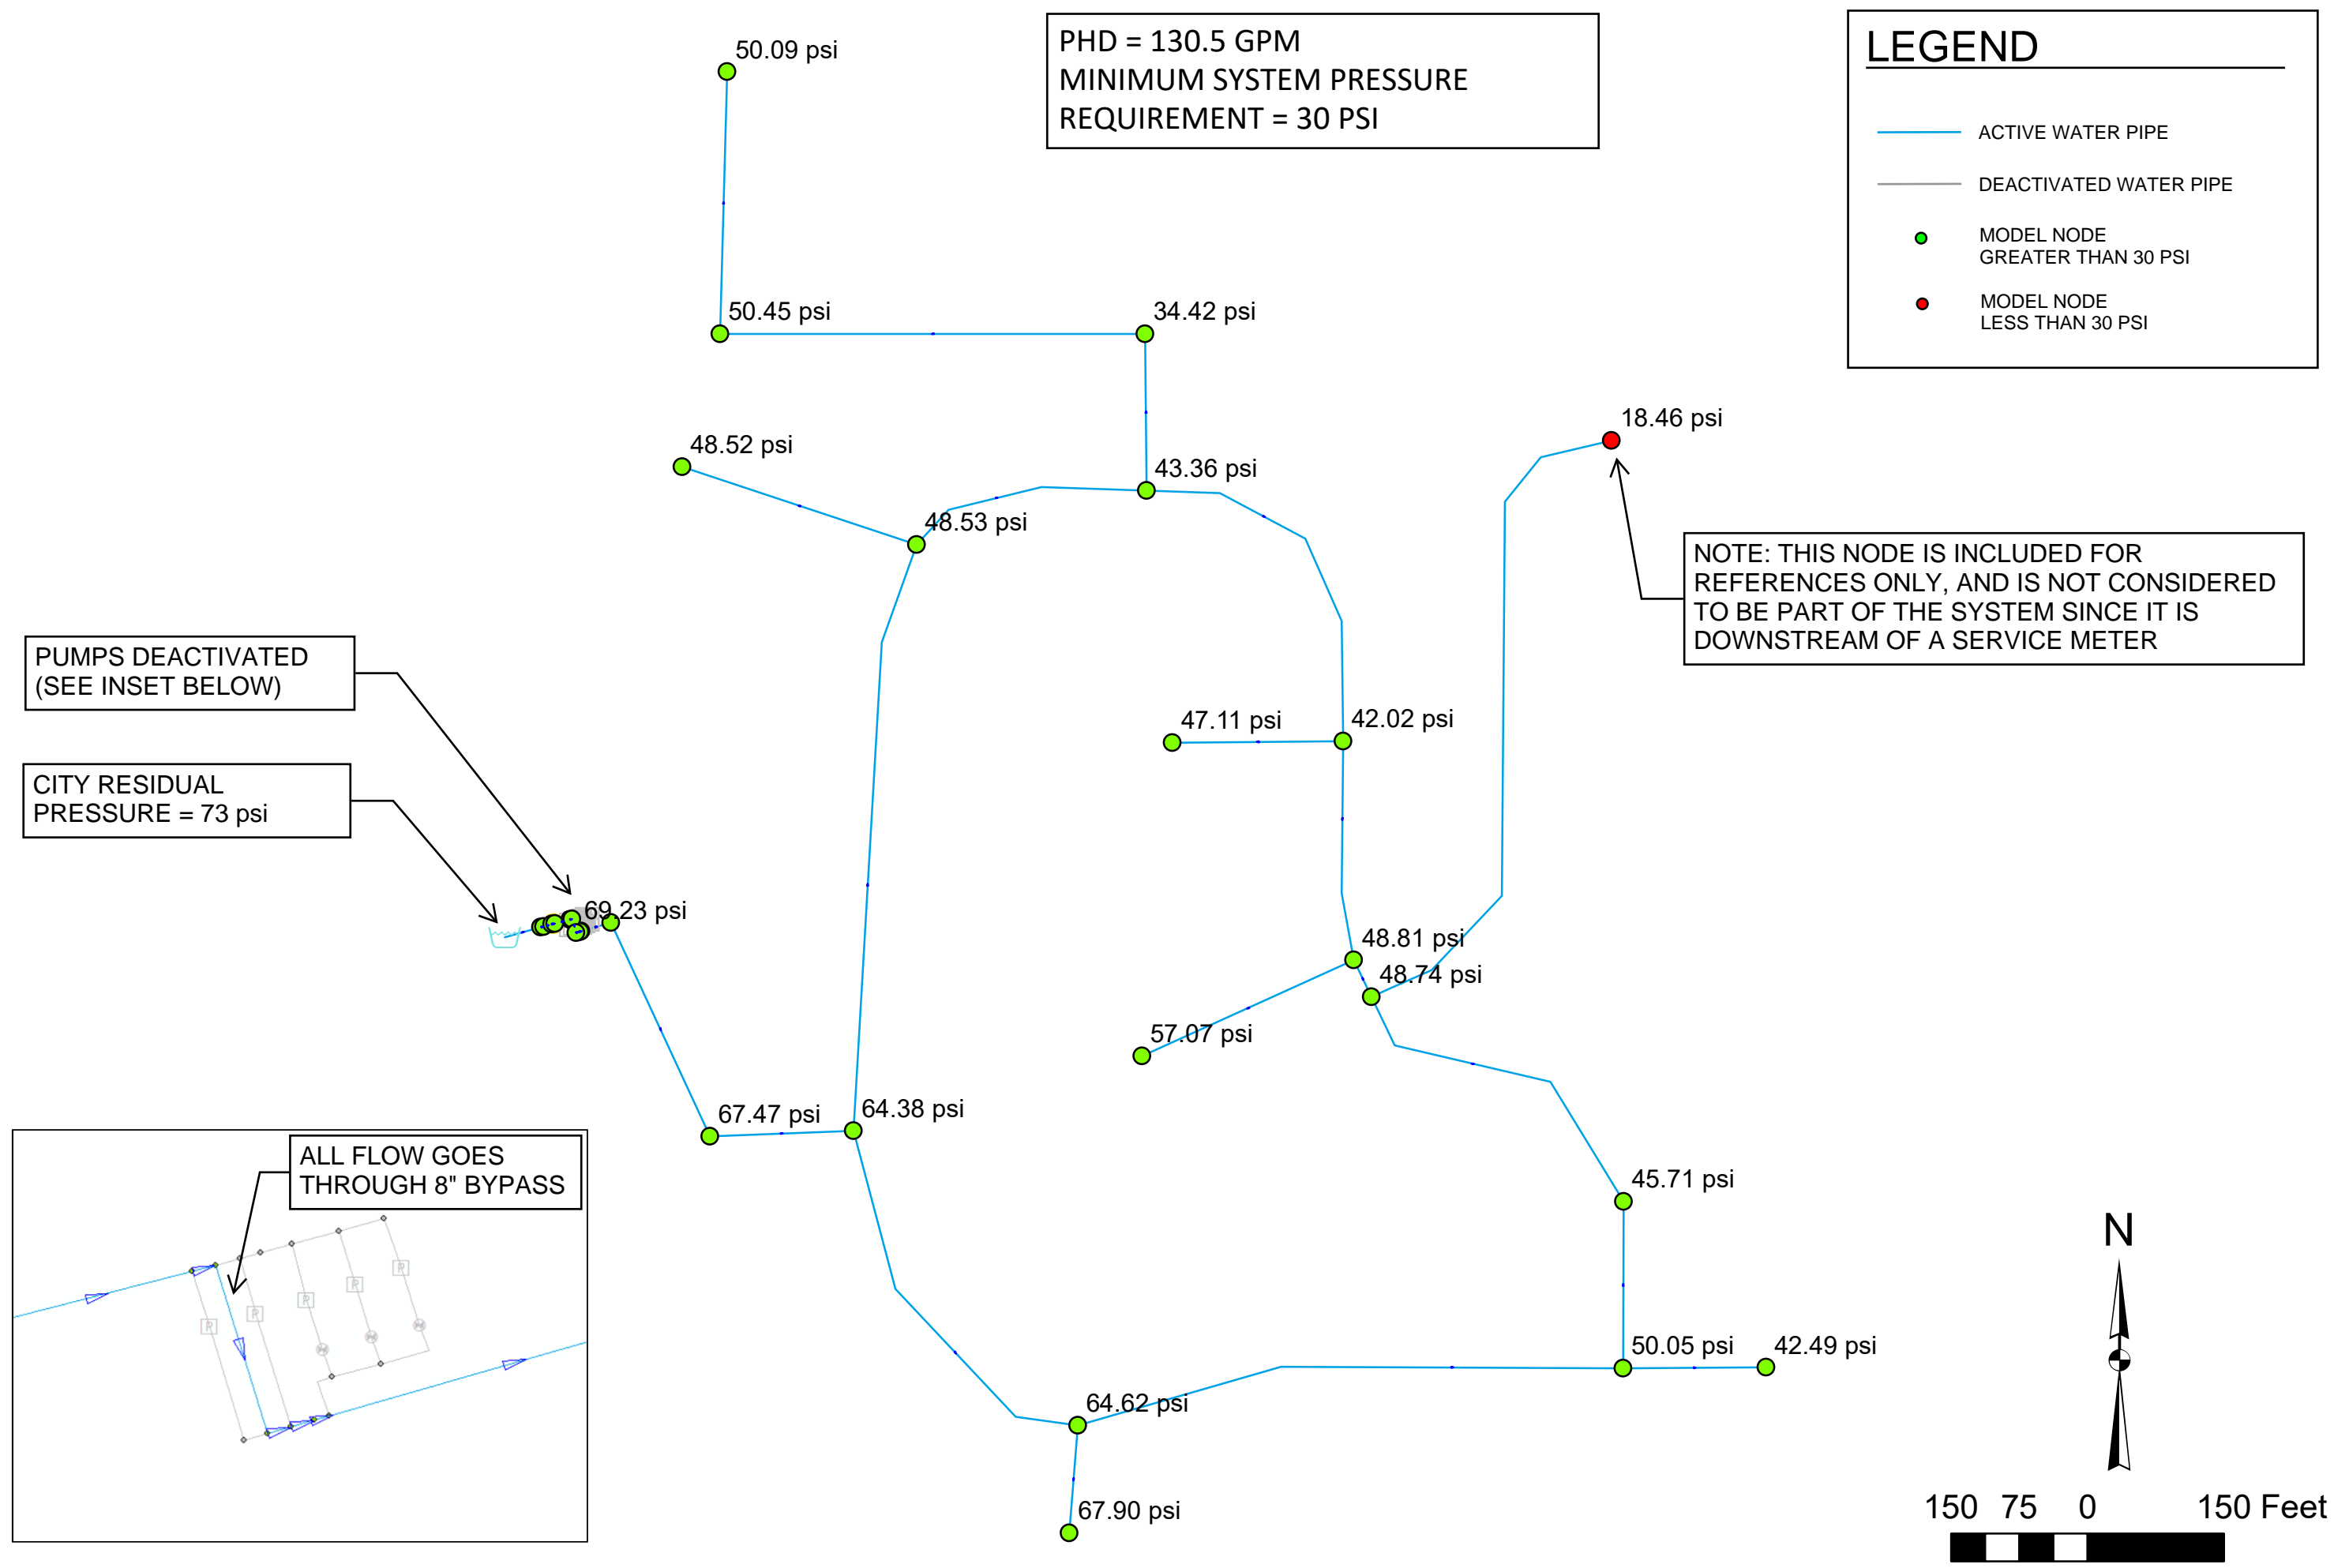 50.09 psi
PHD = 130.5 GPM
MINIMUM SYSTEM PRESSURE
REQUIREMENT = 30 PSI
LEGEND
ACTIVE WATER PIPE
DEACTIVATED WATER PIPE
MODEL NODE
GREATER THAN 30 PSI
MODEL NODE
LESS THAN 30 PSI
50.45 psi
34.42 psi
18.46 psi
48.52 psi
43.36 psi
48.53 psi
NOTE: THIS NODE IS INCLUDED FOR
REFERENCES ONLY, AND IS NOT CONSIDERED
TO BE PART OF THE SYSTEM SINCE IT IS
DOWNSTREAM OF A SERVICE METER
PUMPS DEACTIVATED
(SEE INSET BELOW)
47.11 psi
42.02 psi
CITY RESIDUAL
PRESSURE = 73 psi
69.23 psi
48.81 psi
48.74 psi
57.07 psi
67.47 psi
64.38 psi
ALL FLOW GOES
THROUGH 8" BYPASS
45.71 psi
N
P
P
P
P
P
50.05 psi
42.49 psi
64.62 psi
67.90 psi
150 75 0 150 Feet